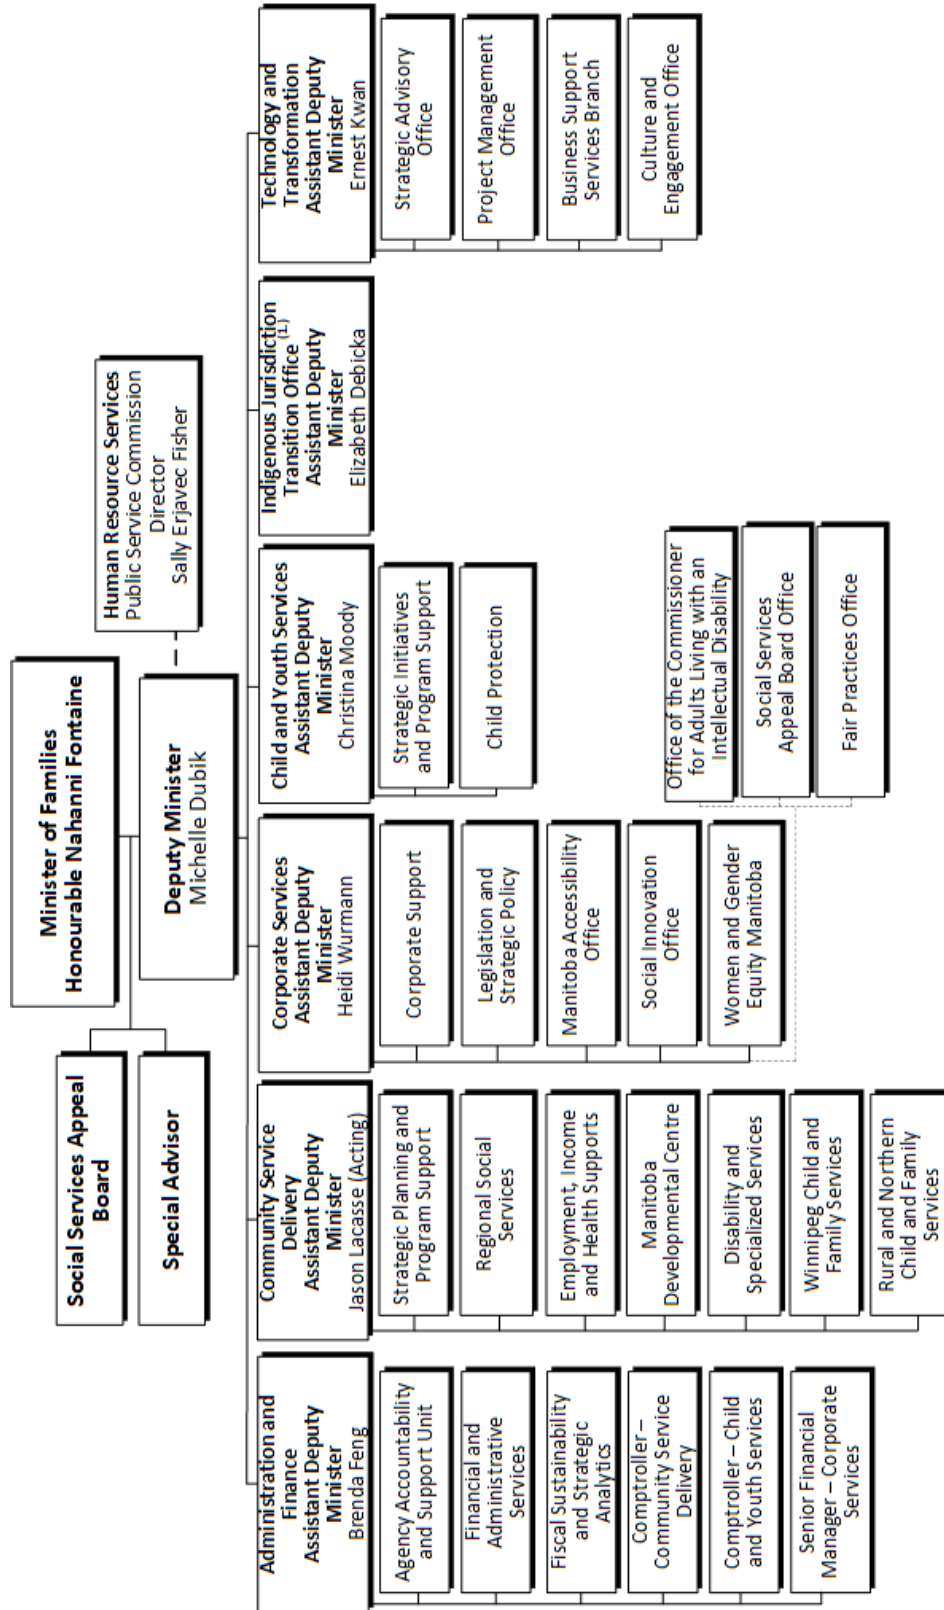 Minister of Families
Honourable Nahanni Fontaine
Social Services Appeal
Board
Special Advisor
Deputy Minister
Michelle Dubik
Human Resource Services
Public Service Commission
Director
Sally Erjavec Fisher
Administration and
Finance
Assistant Deputy
Minister
Brenda Feng
Agency Accountability
and Support Unit
Financial and
Administrative
Services
Fiscal Sustainability
and Strategic
Analytics
Comptroller –
Community Service
Delivery
Comptroller – Child
and Youth Services
Senior Financial
Manager – Corporate
Services
Community Service
Delivery
Assistant Deputy
Minister
Jason Lacasse (Acting)
Strategic Planning and
Program Support
Regional Social
Services
Employment, Income
and Health Supports
Manitoba
Developmental Centre
Disability and
Specialized Services
Winnipeg Child and
Family Services
Rural and Northern
Child and Family
Services
Corporate Services
Assistant Deputy
Minister
Heidi Wurmann
Corporate Support
Legislation and
Strategic Policy
Manitoba Accessibility
Office
Social Innovation
Office
Women and Gender
Equity Manitoba
Office of the Commissioner
for Adults Living with an
Intellectual Disability
Social Services
Appeal Board Office
Fair Practices Office
Child and Youth Services
Assistant Deputy
Minister
Christina Moody
Strategic Initiatives
and Program Support
Child Protection
Indigenous Jurisdiction
Transition Office (1.)
Assistant Deputy
Minister
Elizabeth Debicka
Technology and
Transformation
Assistant Deputy
Minister
Ernest Kwan
Strategic Advisory
Office
Project Management
Office
Business Support
Services Branch
Culture and
Engagement Office